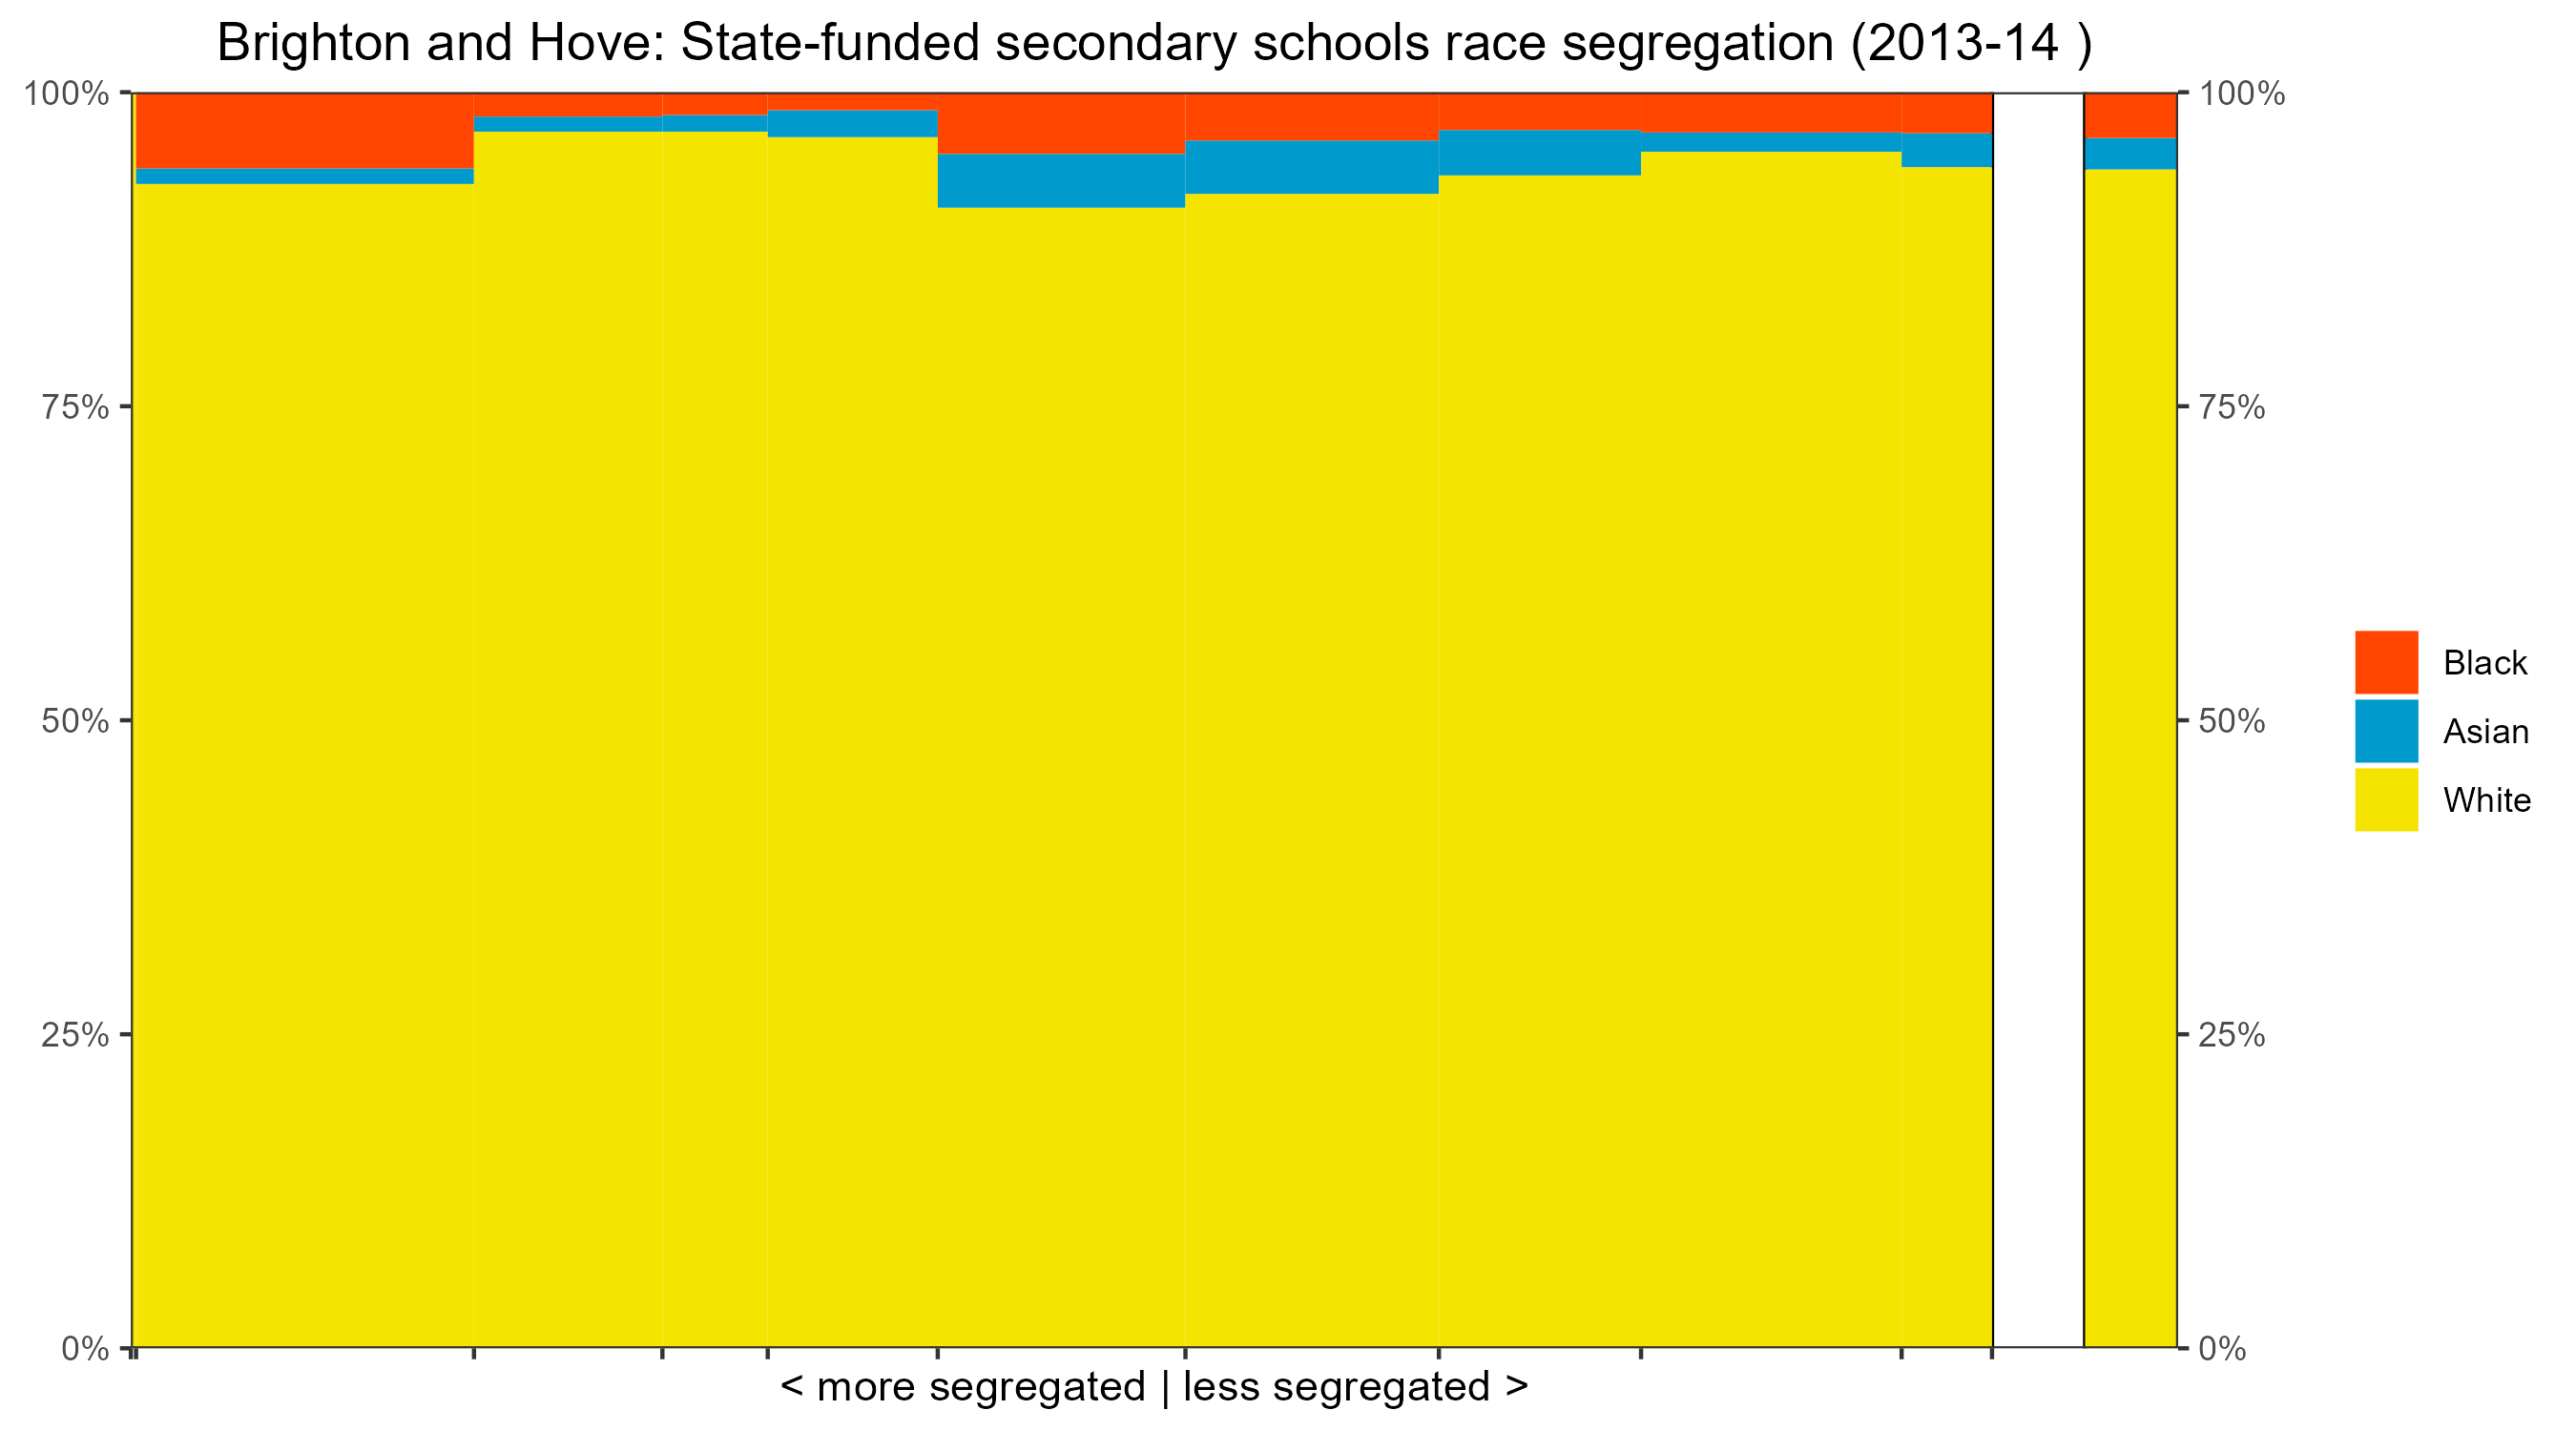 Brighton and Hove: State-funded secondary schools race segregation (2013-14 )
100%
75%
50%
25%
0%
100%
75%
50%
25%
0%
Black
Asian
White
< more segregated | less segregated >